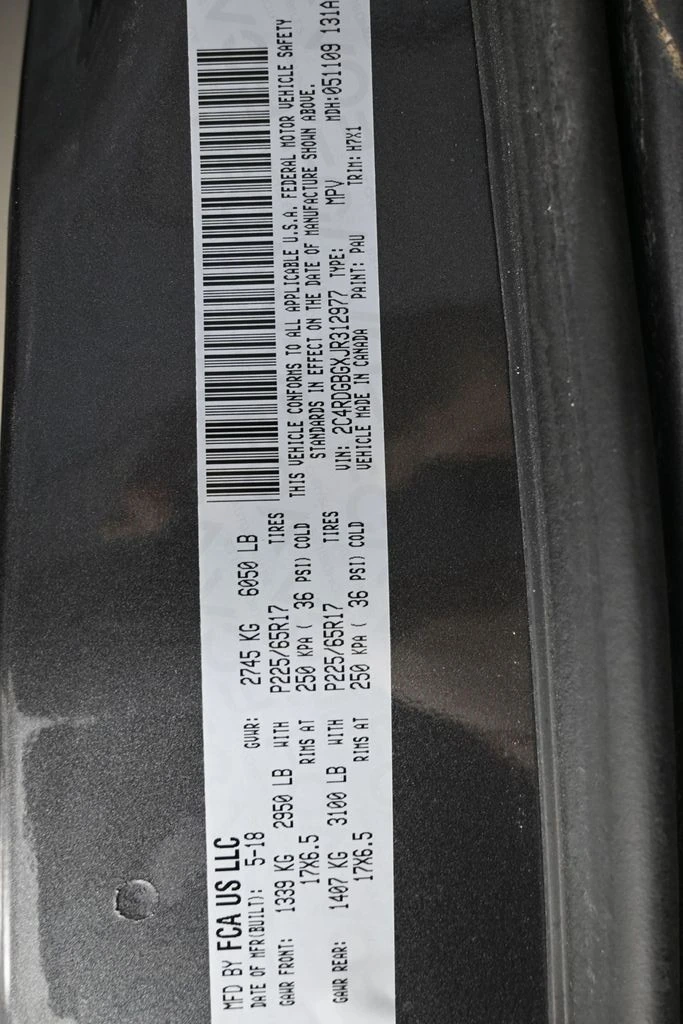 MFD BY FCA US LLC
DATE OF MFR(BUILT): 5-18 GVWR: 2745 KG 6050 LB
GAWR FRONT: 1339 KG 2950 LB WITH P225/65R17 TIRES
17X6.5 RIMS AT 250 KPA ( 36 PSI) COLD
GAWR REAR: 1407 KG 3100 LB WITH P225/65R17 TIRES
17X6.5 RIMS AT 250 KPA ( 36 PSI) COLD
THIS VEHICLE CONFORMS TO ALL APPLICABLE U.S.A. FEDERAL MOTOR VEHICLE SAFETY
STANDARDS IN EFFECT ON THE DATE OF MANUFACTURE SHOWN ABOVE.
VIN: 2C4RDGBGXJR312977 TYPE: MPV MDH:051109 131A
VEHICLE MADE IN CANADA PAINT: PAU TRIM: H7X1